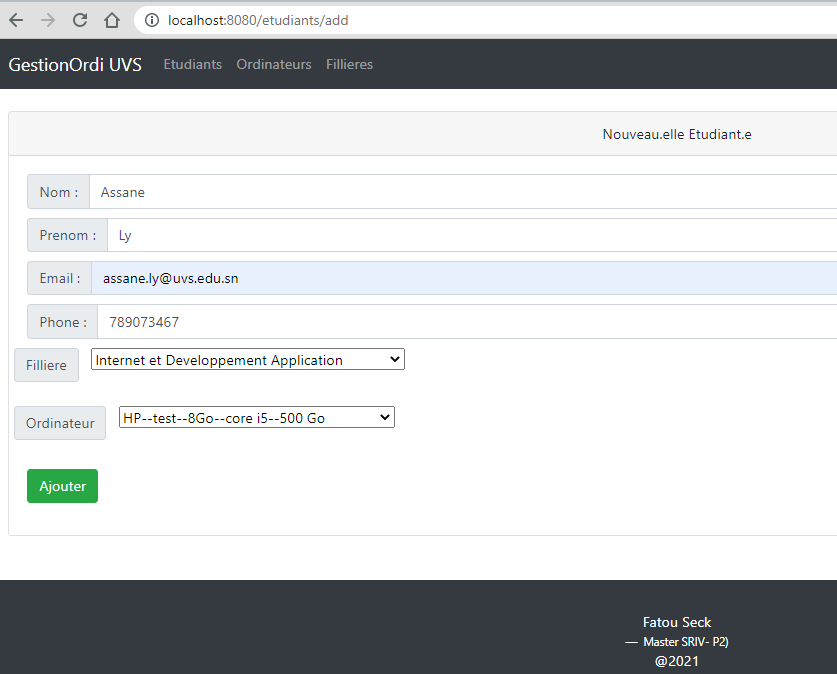 localhost:8080/etudiants/add
GestionOrdi UVS Etudiants Ordinateurs Fillieres
Nouveau.elle Etudiant.e
Nom : Assane
Prenom : Ly
Email : assane.ly@uvs.edu.sn
Phone : 789073467
Filliere Internet et Developpement Application
Ordinateur HP--test--8Go--core i5--500 Go
Ajouter
Fatou Seck
— Master SRIV- P2)
@2021